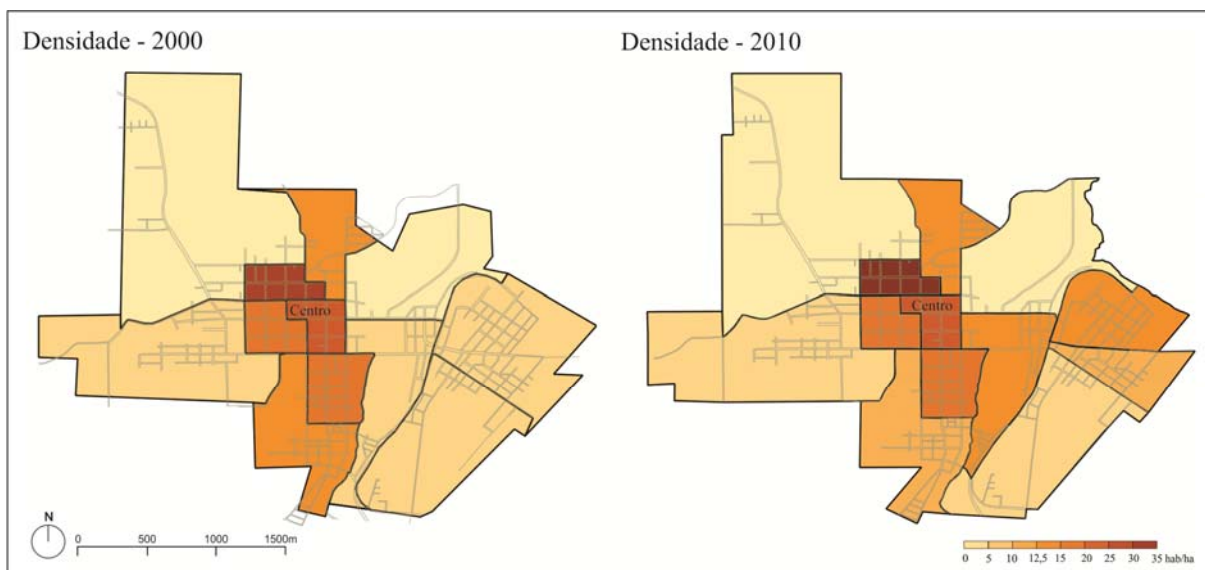 Densidade - 2000
Densidade - 2010
Centro
Centro
N
0 500 1000 1500m
0 5 10 12,5 15 20 25 30 35 hab/ha